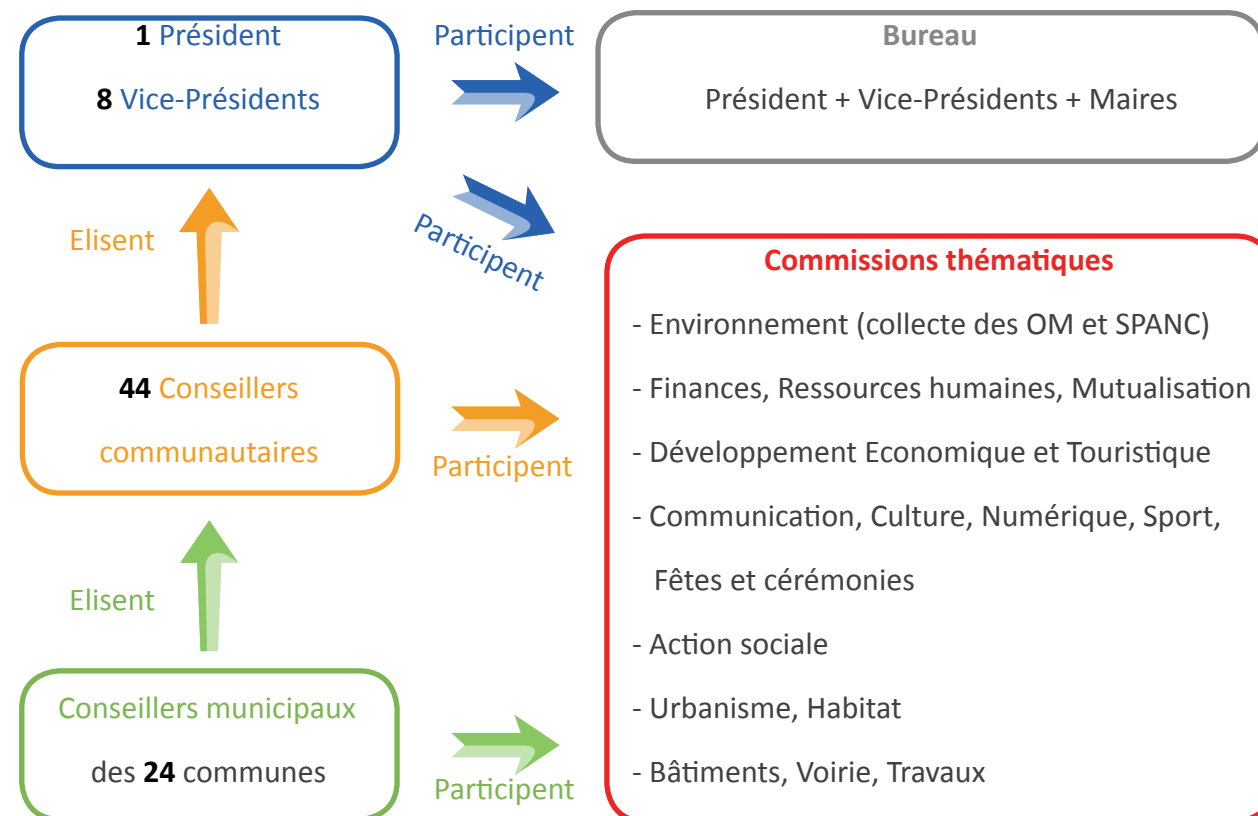 1 Président
8 Vice-Présidents
Participent
Bureau
Président + Vice-Présidents + Maires
Elisent
Participent
44 Conseillers
communautaires
Participent
Commissions thématiques
- Environnement (collecte des OM et SPANC)
- Finances, Ressources humaines, Mutualisation
- Développement Economique et Touristique
- Communication, Culture, Numérique, Sport,
Fêtes et cérémonies
- Action sociale
- Urbanisme, Habitat
- Bâtiments, Voirie, Travaux
Elisent
Conseillers municipaux
des 24 communes
Participent